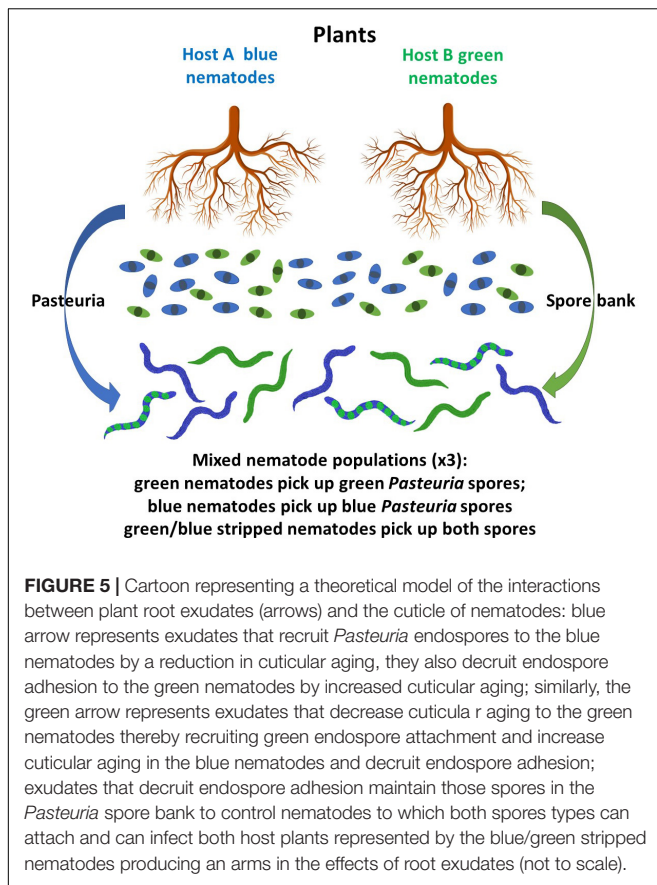 Plants
Host A blue
nematodes
Host B green
nematodes
Pasteuria
Spore bank
Mixed nematode populations (x3):
green nematodes pick up green Pasteuria spores;
blue nematodes pick up blue Pasteuria spores
green/blue stripped nematodes pick up both spores
FIGURE 5 | Cartoon representing a theoretical model of the interactions
between plant root exudates (arrows) and the cuticle of nematodes: blue
arrow represents exudates that recruit Pasteuria endospores to the blue
nematodes by a reduction in cuticular aging, they also decruit endospore
adhesion to the green nematodes by increased cuticular aging; similarly, the
green arrow represents exudates that decrease cuticula r aging to the green
nematodes thereby recruiting green endospore attachment and increase
cuticular aging in the blue nematodes and decruit endospore adhesion;
exudates that decruit endospore adhesion maintain those spores in the
Pasteuria spore bank to control nematodes to which both spores types can
attach and can infect both host plants represented by the blue/green stripped
nematodes producing an arms in the effects of root exudates (not to scale).